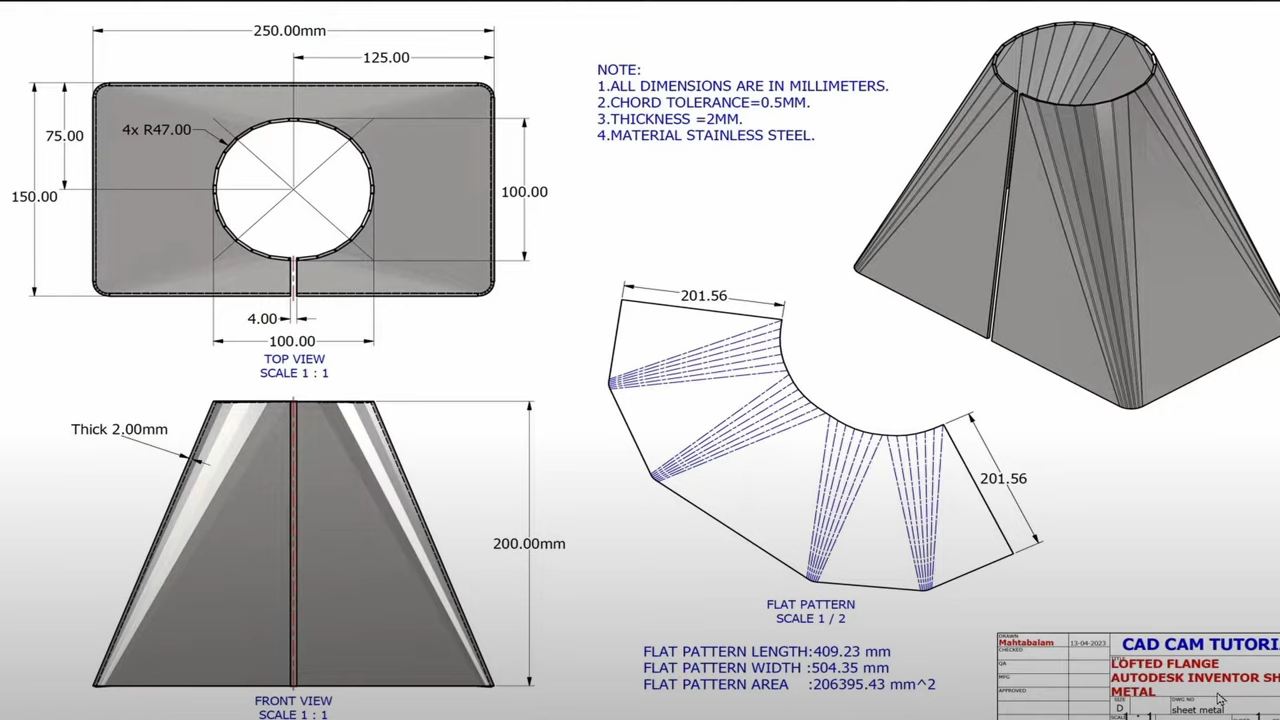 250.00mm
125.00
75.00
4x R47.00
150.00
100.00
4.00
100.00
TOP VIEW
SCALE 1 : 1
NOTE:
1.ALL DIMENSIONS ARE IN MILLIMETERS.
2.CHORD TOLERANCE=0.5MM.
3.THICKNESS =2MM.
4.MATERIAL STAINLESS STEEL.
Thick 2.00mm
200.00mm
FRONT VIEW
SCALE 1 : 1
201.56
201.56
FLAT PATTERN
SCALE 1 / 2
FLAT PATTERN LENGTH:409.23 mm
FLAT PATTERN WIDTH :504.35 mm
FLAT PATTERN AREA :206395.43 mm^2
DRAWN
Mahtabalam
13-04-2023
CHECKED
QA
MFG
APPROVED
CAD CAM TUTORI
TITLE
LOFTED FLANGE
AUTODESK INVENTOR SH
METAL
SIZE
D
DWG NO
sheet metal